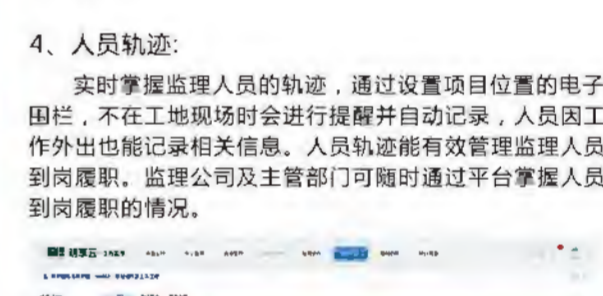 4、人员轨迹:
实时掌握监理人员的轨迹，通过设置项目位置的电子
围栏，不在工地现场时会进行提醒并自动记录，人员因工
作外出也能记录相关信息。人员轨迹能有效管理监理人员
到岗履职。监理公司及主管部门可随时通过平台掌握人员
到岗履职的情况。